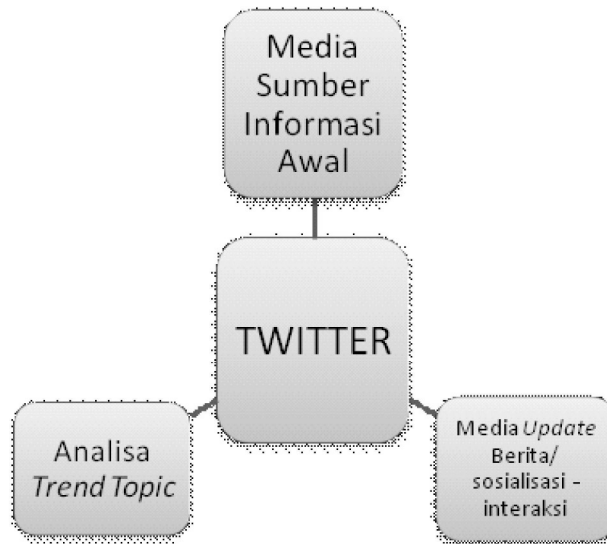 Media
Sumber
Informasi
Awal
TWITTER
Analisa
Trend Topic
Media Update
Berita/
sosialisasi -
interaksi